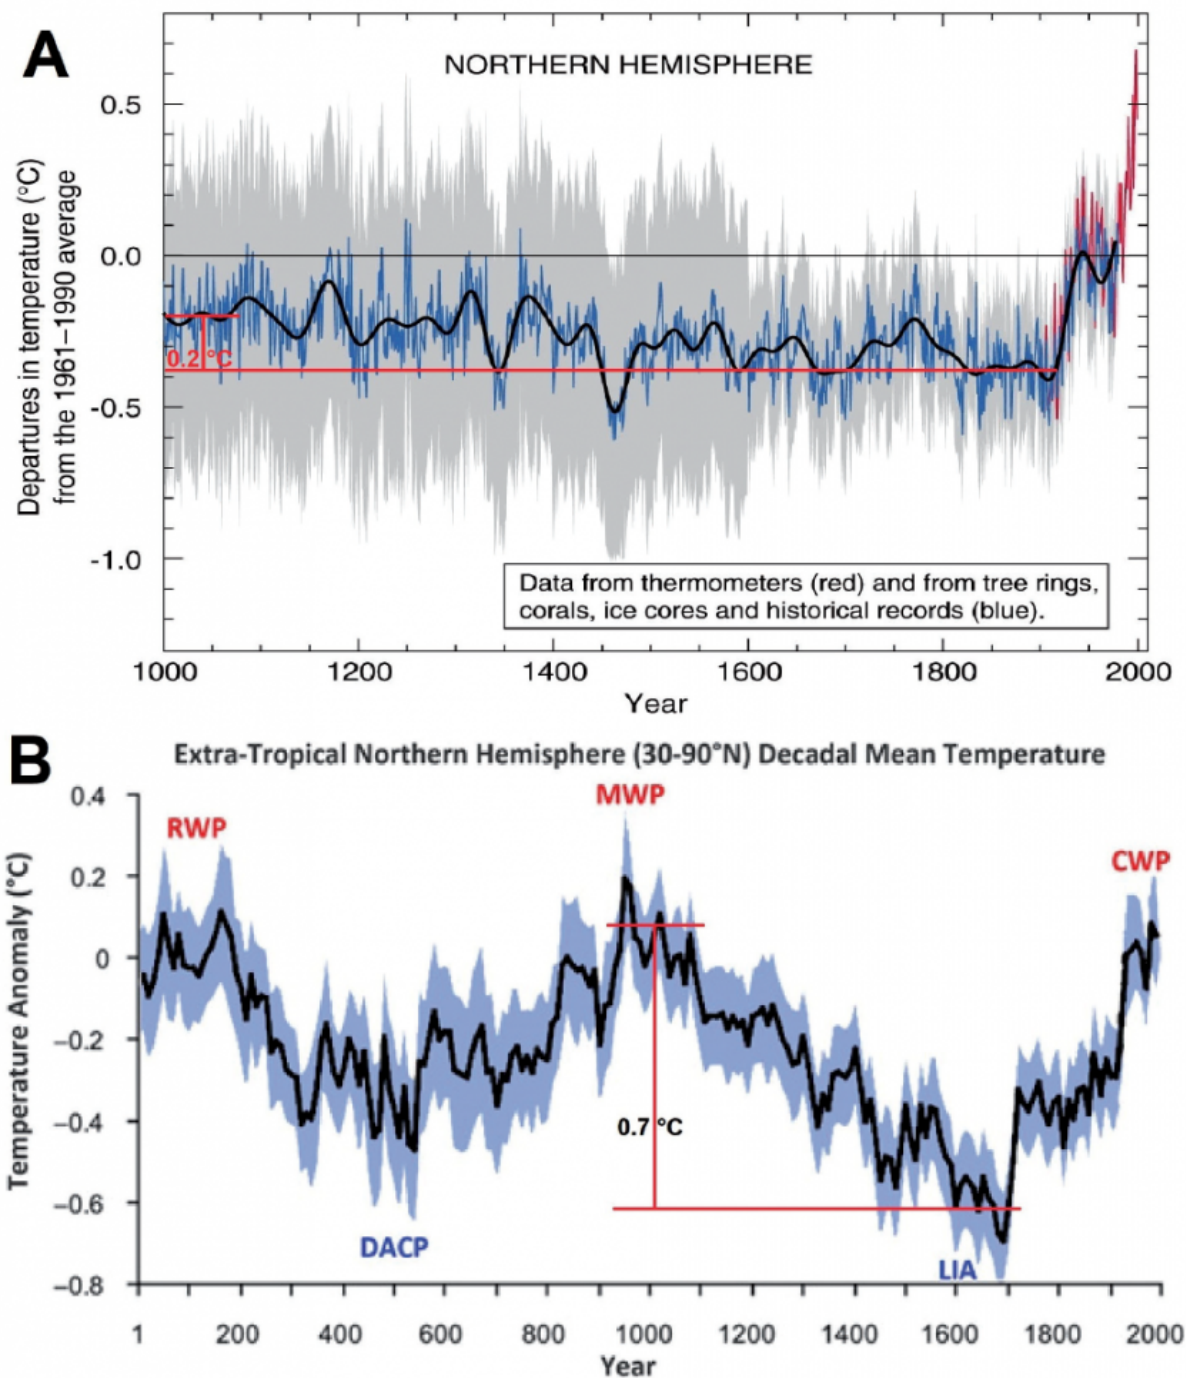 A
NORTHERN HEMISPHERE
Departures in temperature (°C)
from the 1961–1990 average
0.5
0.0
-0.5
-1.0
0.2 °C
Data from thermometers (red) and from tree rings,
corals, ice cores and historical records (blue).
1000 1200 1400 1600 1800 2000
Year
B
Extra-Tropical Northern Hemisphere (30-90°N) Decadal Mean Temperature
Temperature Anomaly (°C)
0.4
0.2
0
−0.2
−0.4
−0.6
−0.8
RWP
MWP
CWP
0.7 °C
DACP
LIA
1 200 400 600 800 1000 1200 1400 1600 1800 2000
Year